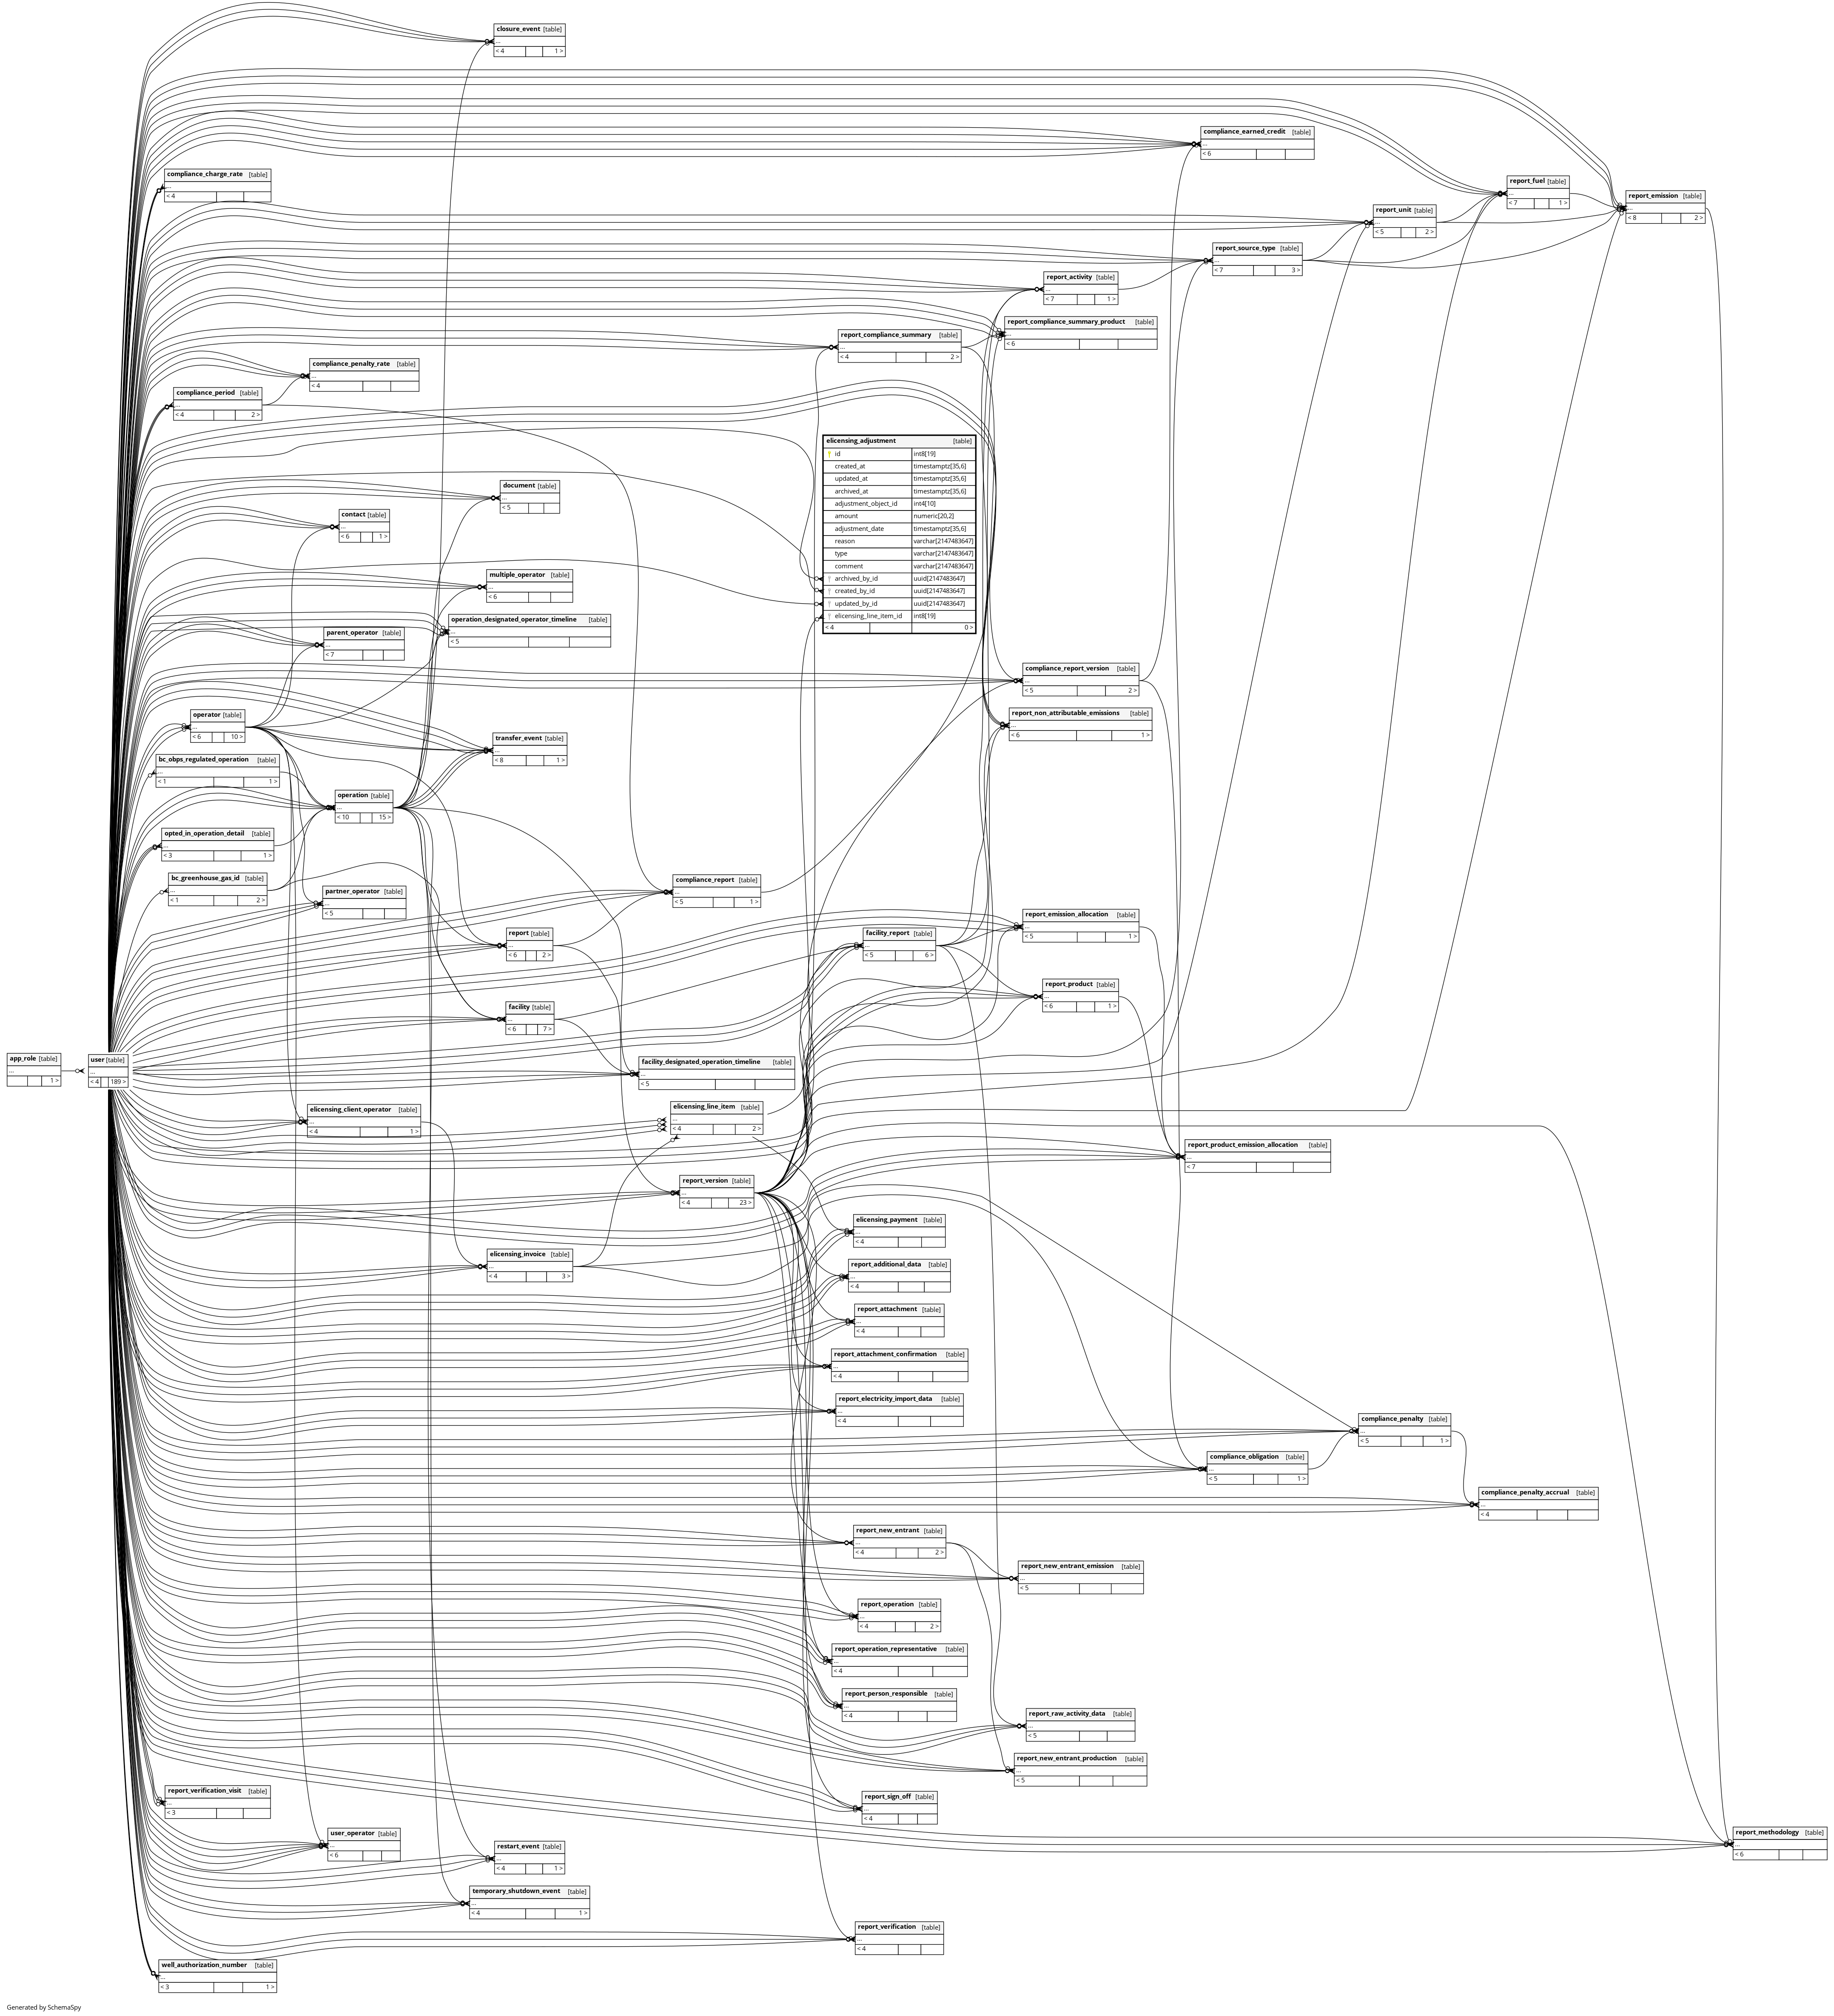 closure_event [table]
...
< 4 1 >
compliance_earned_credit [table]
...
< 6
compliance_charge_rate [table]
...
< 4
report_fuel [table]
...
< 7 1 >
report_emission [table]
...
< 8 2 >
report_unit [table]
...
< 5 2 >
report_source_type [table]
...
< 7 3 >
report_activity [table]
...
< 7 1 >
report_compliance_summary_product [table]
...
< 6
report_compliance_summary [table]
...
< 4 2 >
compliance_penalty_rate [table]
...
< 4
compliance_period [table]
...
< 4 2 >
elicensing_adjustment [table]
id int8[19]
created_at timestamptz[35,6]
updated_at timestamptz[35,6]
archived_at timestamptz[35,6]
adjustment_object_id int4[10]
amount numeric[20,2]
adjustment_date timestamptz[35,6]
reason varchar[2147483647]
type varchar[2147483647]
comment varchar[2147483647]
archived_by_id uuid[2147483647]
created_by_id uuid[2147483647]
updated_by_id uuid[2147483647]
elicensing_line_item_id int8[19]
< 4 0 >
document [table]
...
< 5
contact [table]
...
< 6 1 >
multiple_operator [table]
...
< 6
operation_designated_operator_timeline [table]
...
< 5
parent_operator [table]
...
< 7
compliance_report_version [table]
...
< 5 2 >
operator [table]
...
< 6 10 >
report_non_attributable_emissions [table]
...
< 6 1 >
transfer_event [table]
...
< 8 1 >
bc_obps_regulated_operation [table]
...
< 1 1 >
operation [table]
...
< 10 15 >
opted_in_operation_detail [table]
...
< 3 1 >
bc_greenhouse_gas_id [table]
...
< 1 2 >
compliance_report [table]
...
< 5 1 >
partner_operator [table]
...
< 5
report_emission_allocation [table]
...
< 5 1 >
report [table]
...
< 6 2 >
facility_report [table]
...
< 5 6 >
report_product [table]
...
< 6 1 >
facility [table]
...
< 6 7 >
app_role [table]
...
1 >
user [table]
...
< 4 189 >
facility_designated_operation_timeline [table]
...
< 5
elicensing_client_operator [table]
...
< 4 1 >
elicensing_line_item [table]
...
< 4 2 >
report_product_emission_allocation [table]
...
< 7
report_version [table]
...
< 4 23 >
elicensing_payment [table]
...
< 4
elicensing_invoice [table]
...
< 4 3 >
report_additional_data [table]
...
< 4
report_attachment [table]
...
< 4
report_attachment_confirmation [table]
...
< 4
report_electricity_import_data [table]
...
< 4
compliance_penalty [table]
...
< 5 1 >
compliance_obligation [table]
...
< 5 1 >
compliance_penalty_accrual [table]
...
< 4
report_new_entrant [table]
...
< 4 2 >
report_new_entrant_emission [table]
...
< 5
report_operation [table]
...
< 4 2 >
report_operation_representative [table]
...
< 4
report_person_responsible [table]
...
< 4
report_raw_activity_data [table]
...
< 5
report_new_entrant_production [table]
...
< 5
report_verification_visit [table]
...
< 3
report_sign_off [table]
...
< 4
user_operator [table]
...
< 6
report_methodology [table]
...
< 6
restart_event [table]
...
< 4 1 >
temporary_shutdown_event [table]
...
< 4 1 >
report_verification [table]
...
< 4
well_authorization_number [table]
...
< 3 1 >
Generated by SchemaSpy